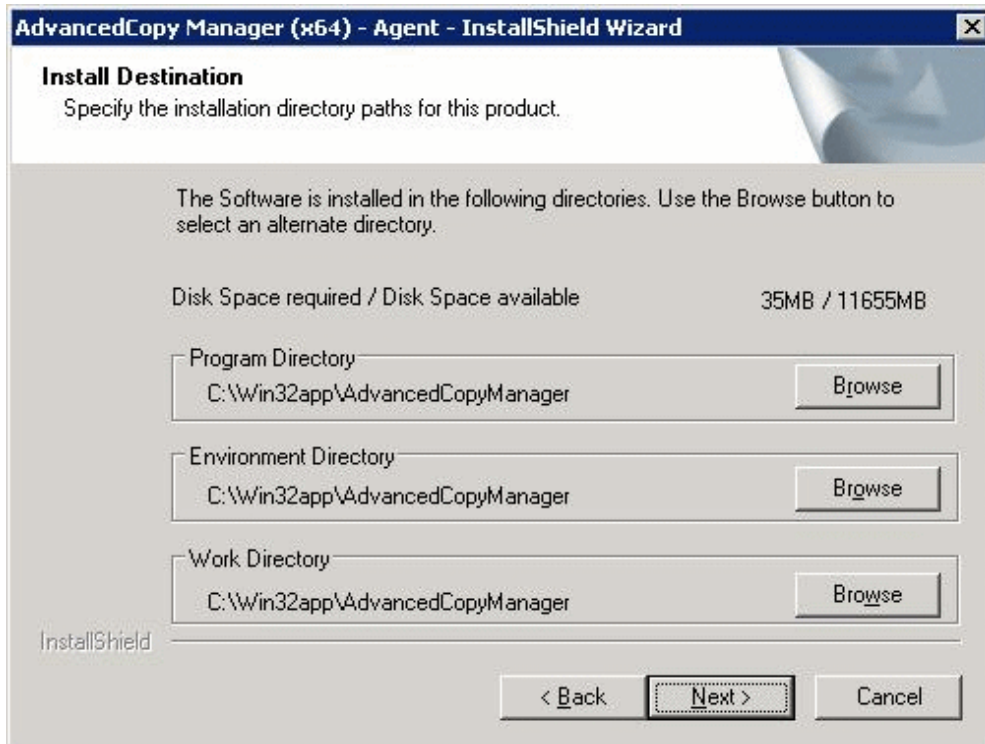 AdvancedCopy Manager (x64) - Agent - InstallShield Wizard
Install Destination
Specify the installation directory paths for this product.
The Software is installed in the following directories. Use the Browse button to
select an alternate directory.
Disk Space required / Disk Space available 35MB / 11655MB
Program Directory
C:\Win32app\AdvancedCopyManager Browse
Environment Directory
C:\Win32app\AdvancedCopyManager Browse
Work Directory
C:\Win32app\AdvancedCopyManager Browse
InstallShield
< Back Next > Cancel